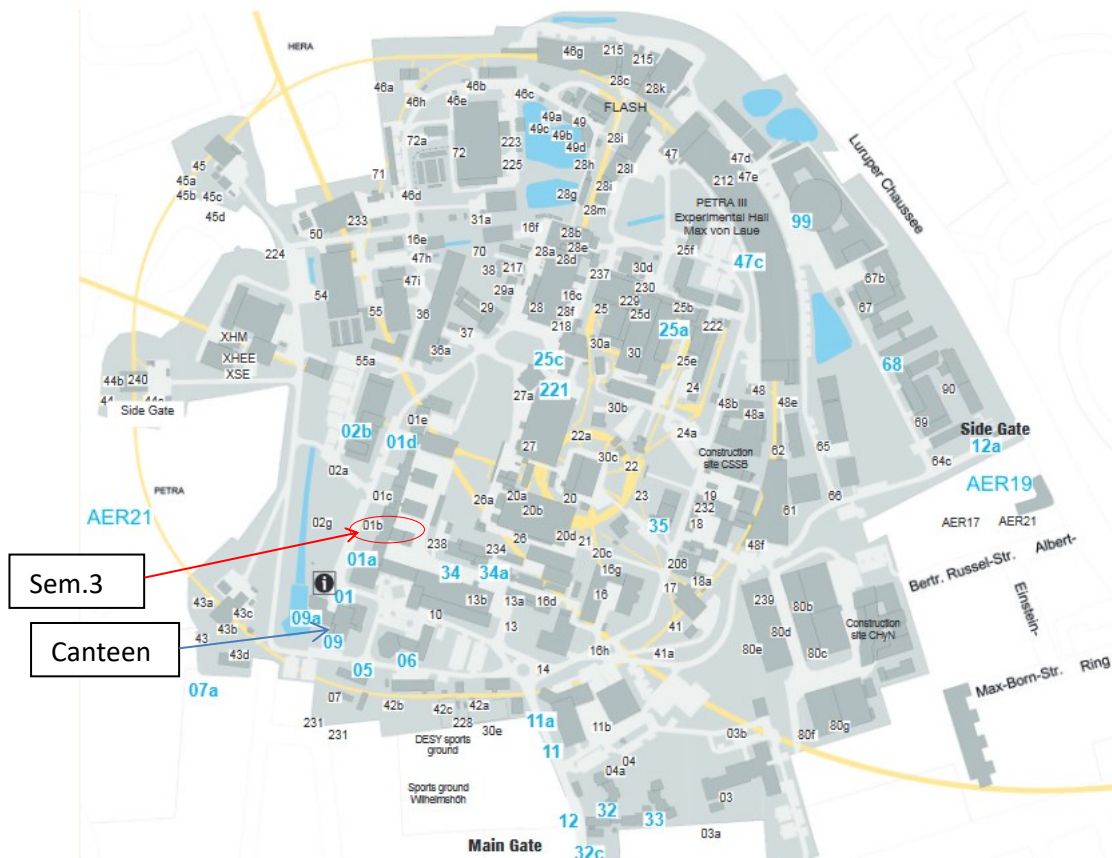 HERA
46g
215
215
28c
28k
46a
46b
46c
46h
46e
FLASH
49a
49
49c
49b
49d
72a
72
223
225
28i
28h
28l
47
47d
47e
212
Luruper Chaussee
45
45a
45b
45c
45d
71
46d
28g
28i
28m
PETRA III
Experimental Hall
Max von Laue
99
47c
50
233
31a
16f
28b
28e
28a
28d
25f
224
16e
47h
70
38
217
237
30d
230
67b
67
54
47i
29a
16c
229
25
25d
25b
55
36
29
28
28f
218
25a
222
37
XHM
XHEE
XSE
55a
36a
30a
30
25c
25e
68
44b
240
44
Side Gate
221
27a
24
48
48b
48a
48e
90
01e
30b
02b
01d
27
22a
24a
62
65
69
Side Gate
12a
64c
02a
30c
22
Construction
site CSSB
PETRA
01c
26a
20a
20
23
19
66
AER19
AER21
02g
01b
20b
232
18
61
AER17
AER21
35
238
234
26
20d
21
20c
48f
Sem.3
01a
34
34a
206
Bertr. Russel-Str.
Albert-
Einstein-
01
16g
18a
17
09a
10
13b
13a
16d
16
239
80b
Construction
site CHyN
43a
43c
43b
43
43d
Canteen
09
13
41
80d
05
06
16h
41a
80e
80c
14
Max-Born-Str. Ring
07a
07
42b
42c
42a
228
30e
11a
11b
11
03b
80f
80g
231
231
DESY sports
ground
04
04a
Sports ground
Wilhelmshöh
32
33
03
12
03a
Main Gate
32c